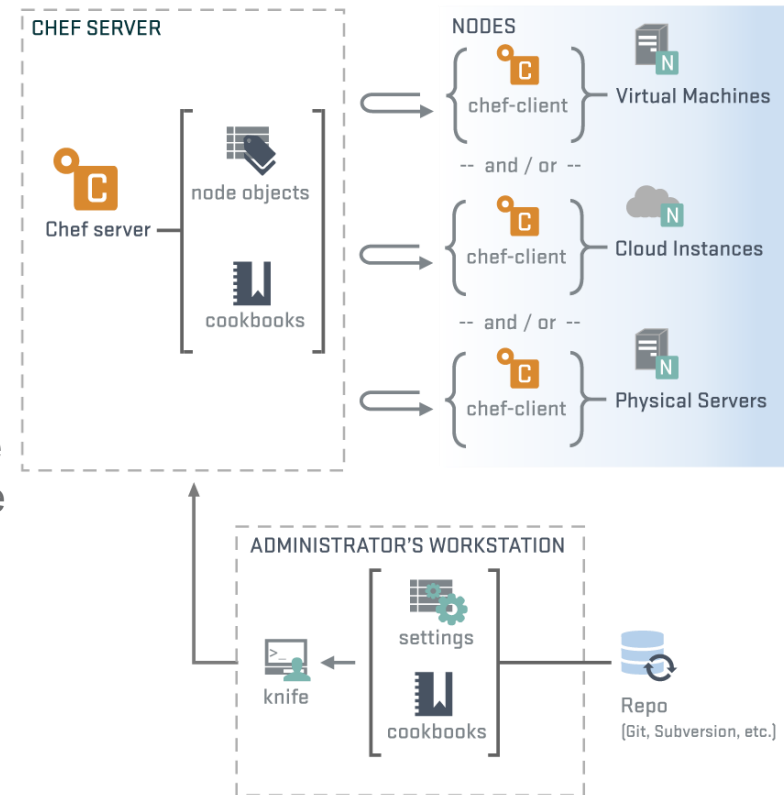 CHEF SERVER
Chef server
node objects
cookbooks
NODES
C
chef-client
N
Virtual Machines
-- and / or --
C
chef-client
N
Cloud Instances
-- and / or --
C
chef-client
N
Physical Servers
C
e
ADMINISTRATOR'S WORKSTATION
>_
knife
settings
cookbooks
Repo
(Git, Subversion, etc.)